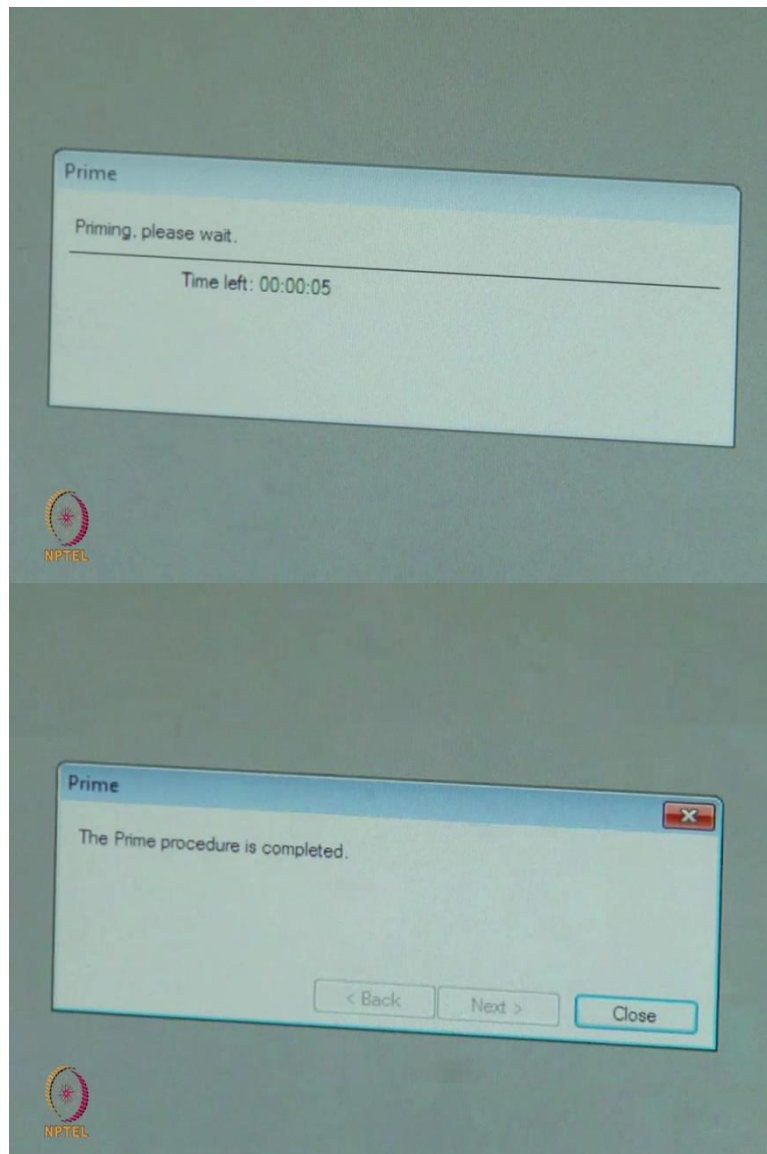 Prime
Priming, please wait.
Time left: 00:00:05
NPTEL
Prime
The Prime procedure is completed.
< Back
Next >
Close
NPTEL